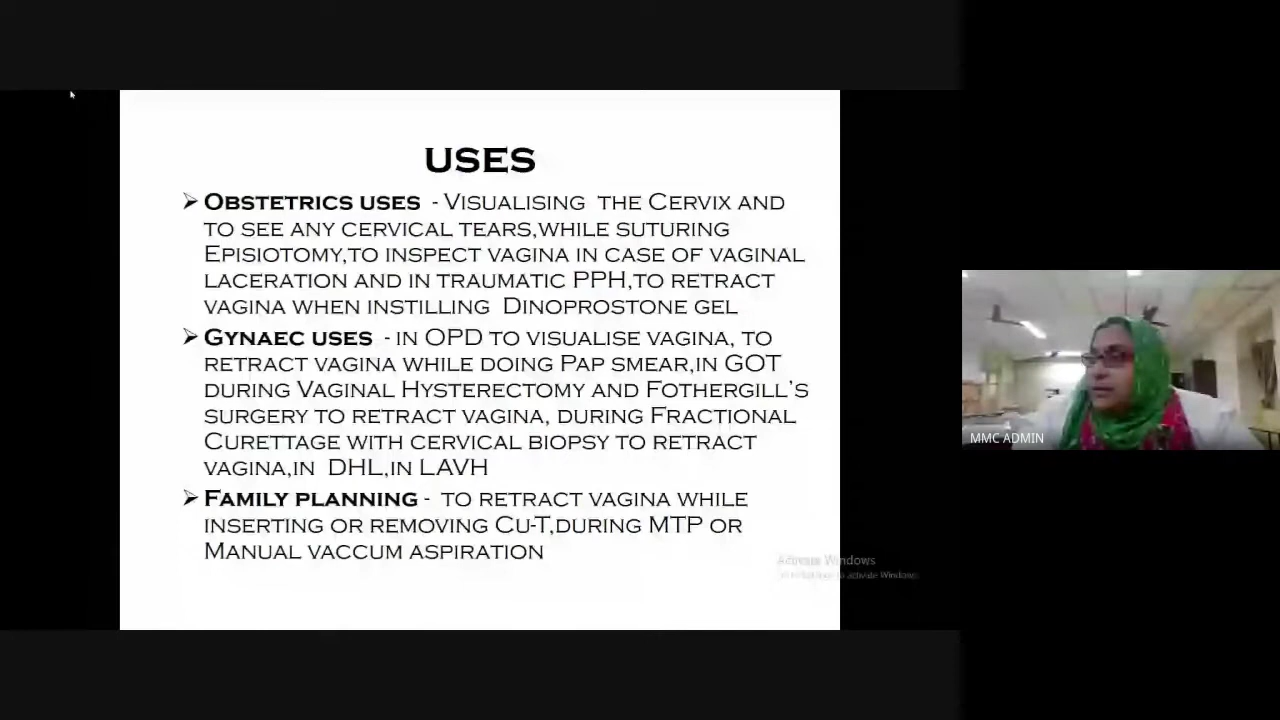 USES
➢ OBSTETRICS USES - VISUALISING THE CERVIX AND
TO SEE ANY CERVICAL TEARS,WHILE SUTURING
EPISIOTOMY,TO INSPECT VAGINA IN CASE OF VAGINAL
LACERATION AND IN TRAUMATIC PPH,TO RETRACT
VAGINA WHEN INSTILLING DINOPROSTONE GEL
➢ GYNAEC USES - IN OPD TO VISUALISE VAGINA, TO
RETRACT VAGINA WHILE DOING PAP SMEAR,IN GOT
DURING VAGINAL HYSTERECTOMY AND FOTHERGILL'S
SURGERY TO RETRACT VAGINA, DURING FRACTIONAL
CURETTAGE WITH CERVICAL BIOPSY TO RETRACT
VAGINA,IN DHL,IN LAVH
➢ FAMILY PLANNING - TO RETRACT VAGINA WHILE
INSERTING OR REMOVING CU-T,DURING MTP OR
MANUAL VACCUM ASPIRATION
Activate Windows
to activate Windows.
MMC ADMIN